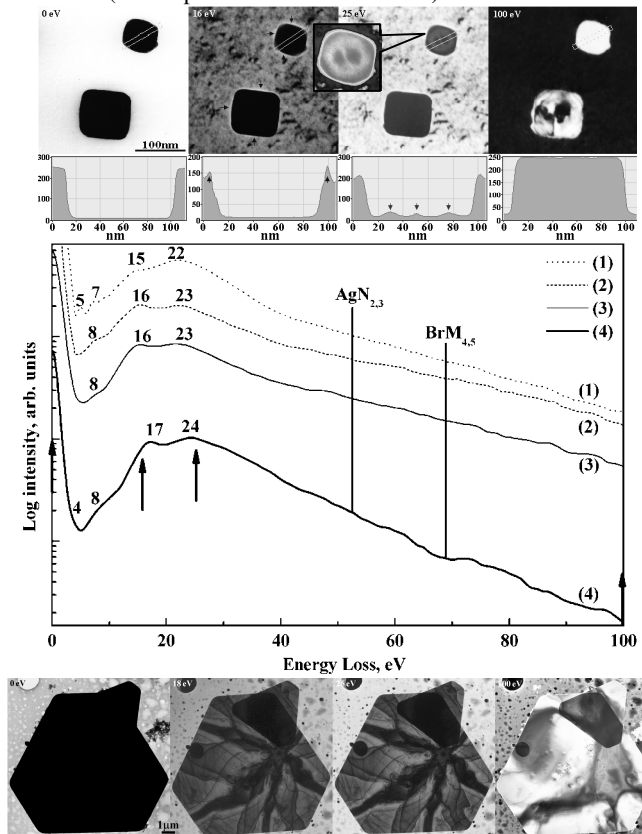 0 eV
16 eV
25 eV
100 eV
100nm
300 250 200 150 100 50 0
200 150 100 50 0
300 200 100 0
250 200 150 100 50 0
0 20 40 60 80 100
0 20 40 60 80 100
0 20 40 60 80 100
0 20 40 60 80 100
nm
nm
nm
nm
15 22
5 7
16 23
8
16 23
8
17 24
4 8
AgN2,3
BrM4,5
(1)
(2)
(3)
(4)
(1)
(2)
(3)
(4)
Log intensity, arb. units
0 20 40 60 80 100
Energy Loss, eV
0 eV
18 eV
1µm